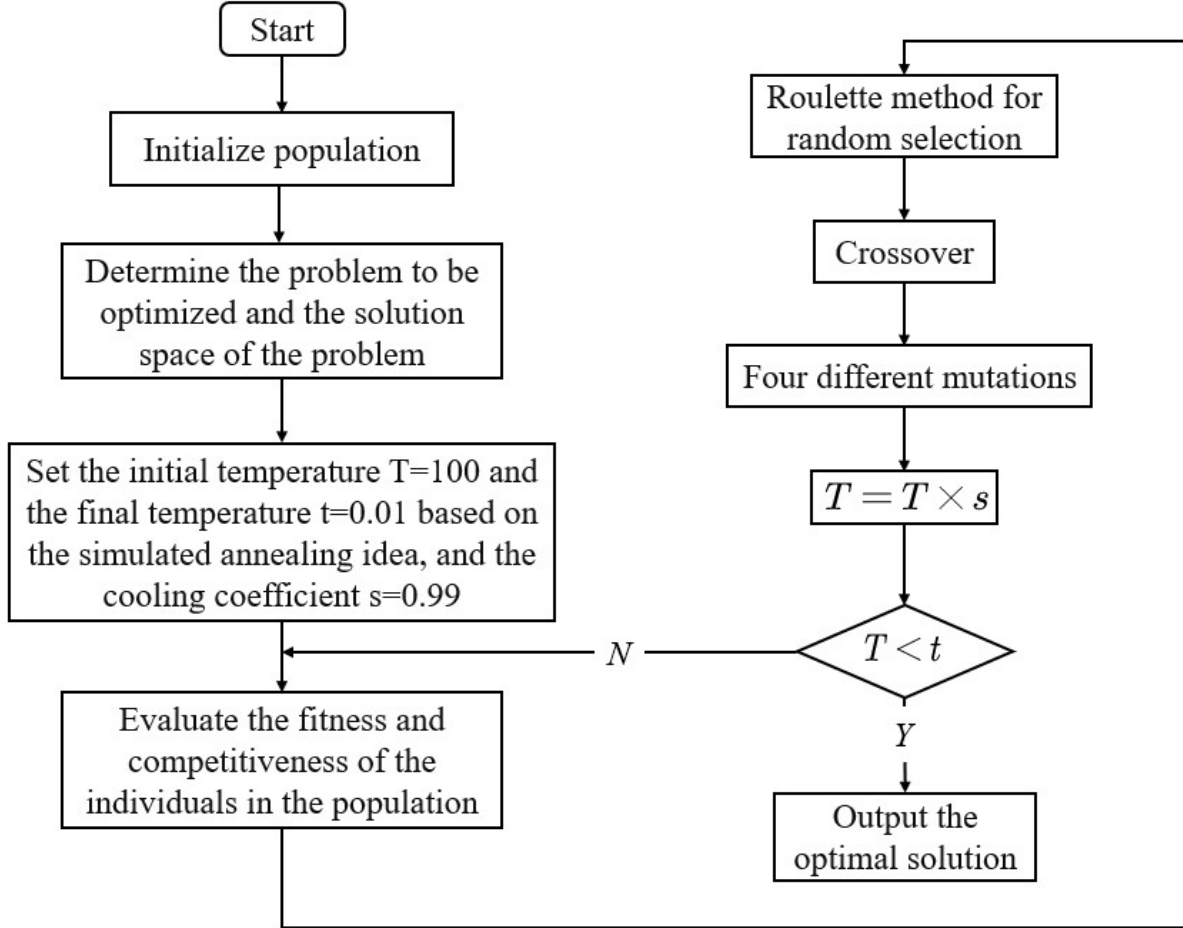 Start
Initialize population
Determine the problem to be
optimized and the solution
space of the problem
Set the initial temperature T=100 and
the final temperature t=0.01 based on
the simulated annealing idea, and the
cooling coefficient s=0.99
Evaluate the fitness and
competitiveness of the
individuals in the population
Roulette method for
random selection
Crossover
Four different mutations
T = T × s
T < t
N
Y
Output the
optimal solution